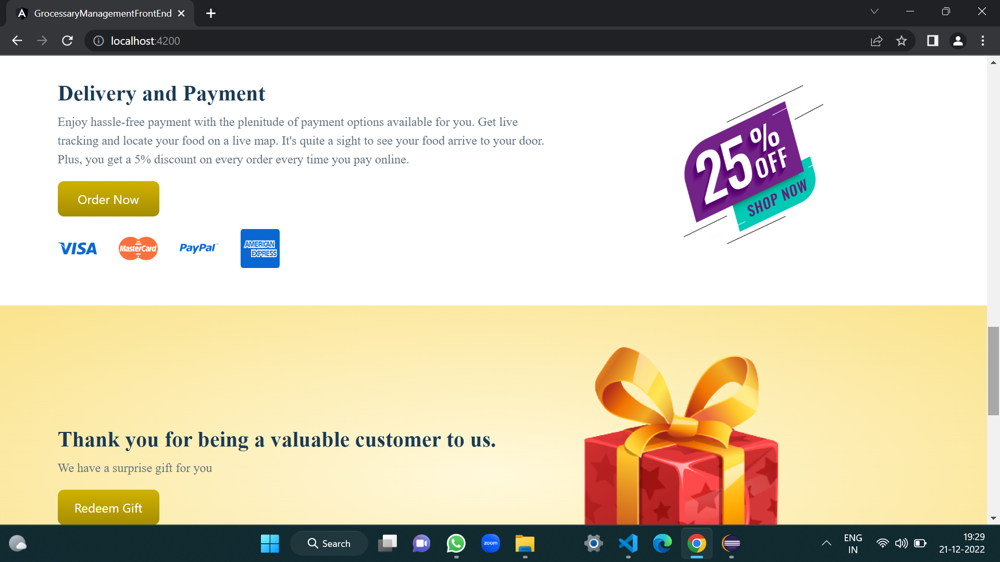 GrocessaryManagementFrontEnd
localhost:4200
Delivery and Payment
Enjoy hassle-free payment with the plenitude of payment options available for you. Get live
tracking and locate your food on a live map. It's quite a sight to see your food arrive to your door.
Plus, you get a 5% discount on every order every time you pay online.
Order Now
VISA
MasterCard
PayPal™
AMERICAN
EXPRESS
25%
OFF
SHOP NOW
Thank you for being a valuable customer to us.
We have a surprise gift for you
Redeem Gift
Search
zoom
ENG
IN
19:29
21-12-2022